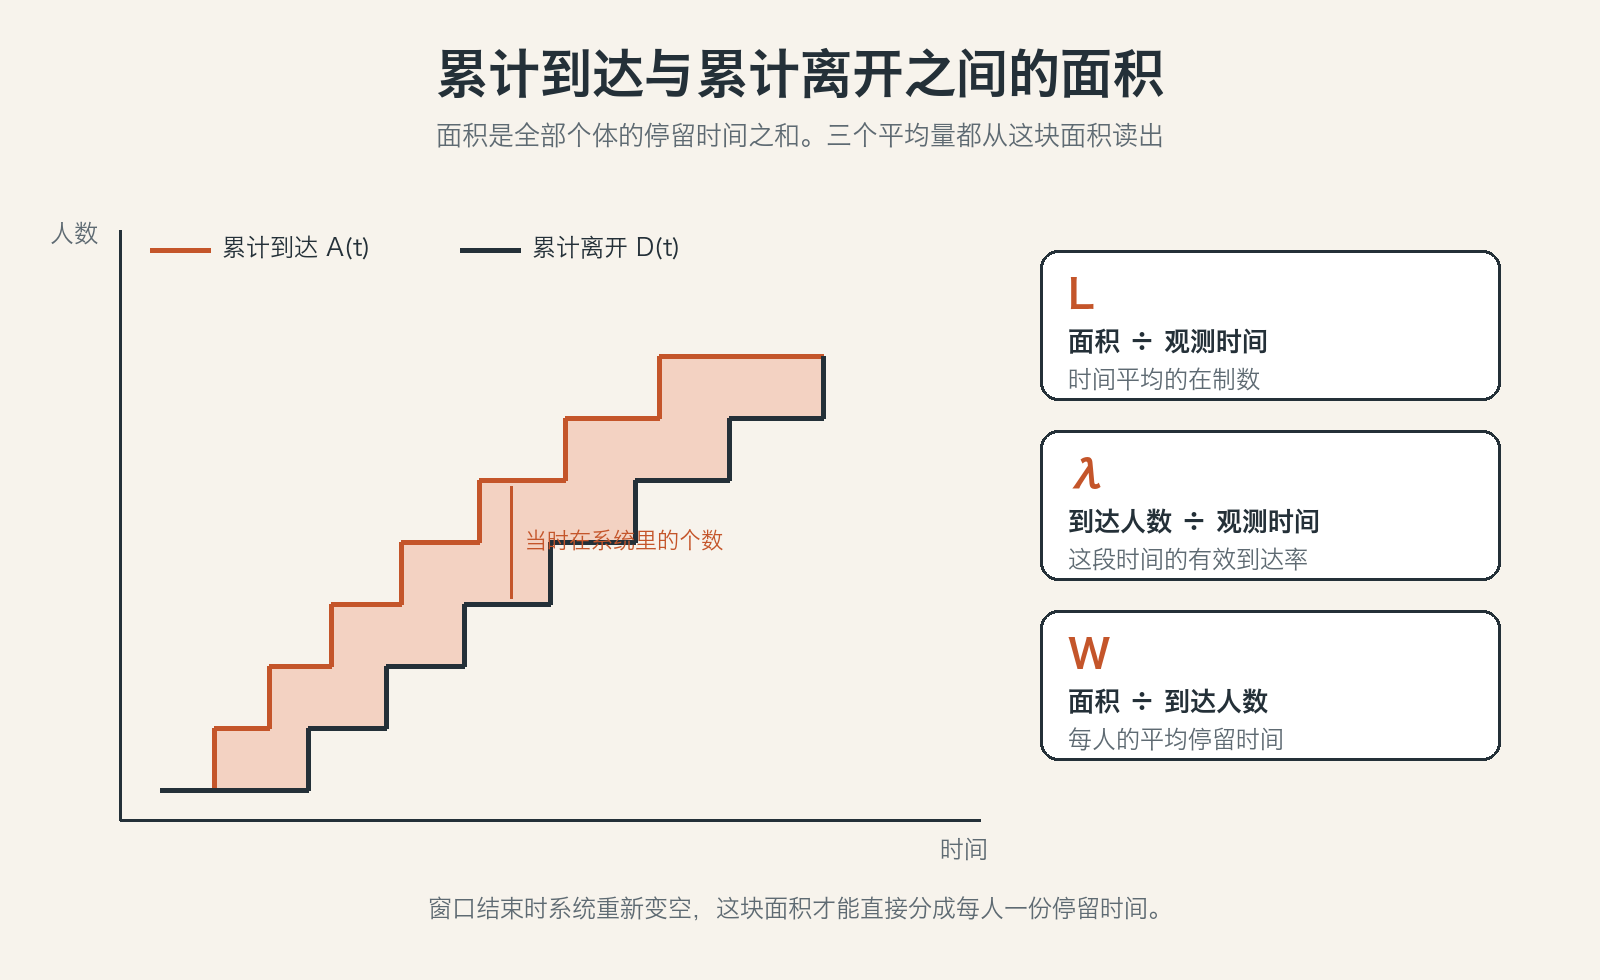 累计到达与累计离开之间的面积
面积是全部个体的停留时间之和。三个平均量都从这块面积读出
人数
累计到达 A(t)
累计离开 D(t)
当时在系统里的个数
时间
L
面积 ÷ 观测时间
时间平均的在制数
λ
到达人数 ÷ 观测时间
这段时间的有效到达率
W
面积 ÷ 到达人数
每人的平均停留时间
窗口结束时系统重新变空，这块面积才能直接分成每人一份停留时间。